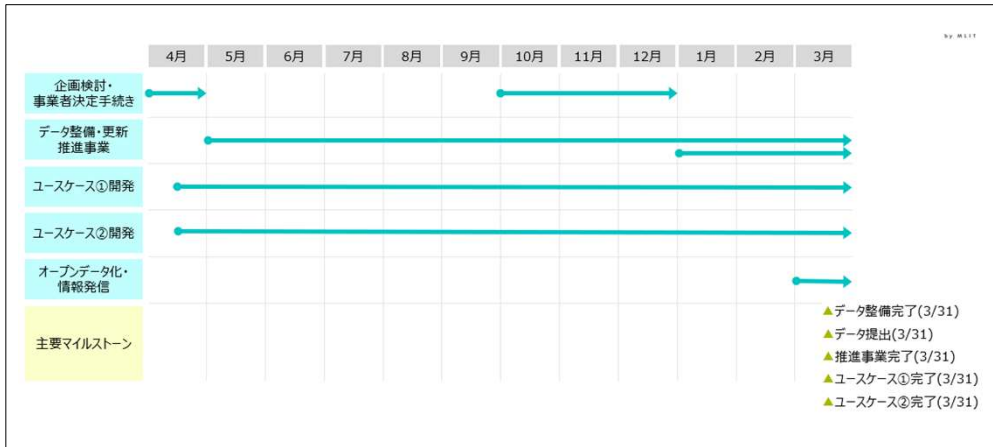 by MLIT
4月 5月 6月 7月 8月 9月 10月 11月 12月 1月 2月 3月
企画検討・
事業者決定手続き
データ整備・更新
推進事業
ユースケース①開発
ユースケース②開発
オープンデータ化・
情報発信
主要マイルストーン
▲データ整備完了(3/31)
▲データ提出(3/31)
▲推進事業完了(3/31)
▲ユースケース①完了(3/31)
▲ユースケース②完了(3/31)